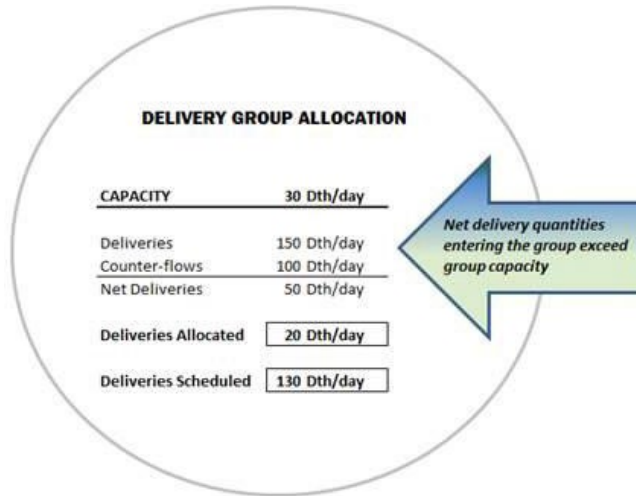 DELIVERY GROUP ALLOCATION
CAPACITY 30 Dth/day
Deliveries 150 Dth/day
Counter-flows 100 Dth/day
Net Deliveries 50 Dth/day
Deliveries Allocated 20 Dth/day
Deliveries Scheduled 130 Dth/day
Net delivery quantities
entering the group exceed
group capacity